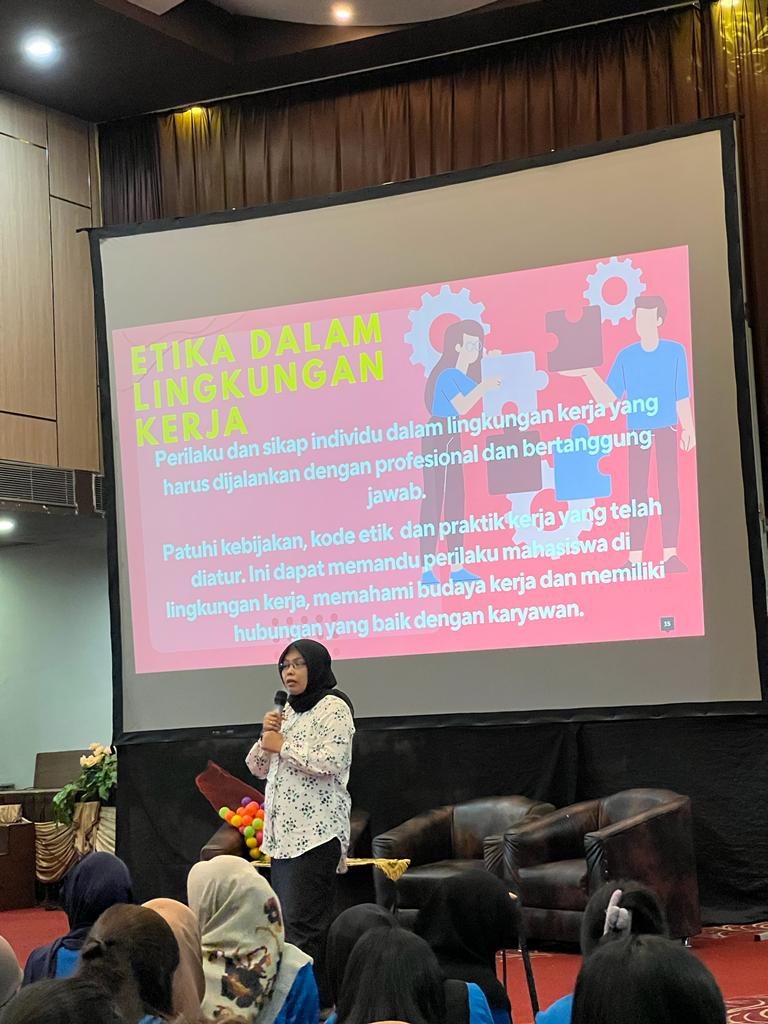 ETIKA DALAM
LINGKUNGAN
KERJA
Perilaku dan sikap individu dalam lingkungan kerja yang
harus dijalankan dengan profesional dan bertanggung
jawab.
Patuhi kebijakan, kode etik dan praktik kerja yang telah
diatur. Ini dapat memandu perilaku mahasiswa di
lingkungan kerja, memahami budaya kerja dan memiliki
hubungan yang baik dengan karyawan.
15